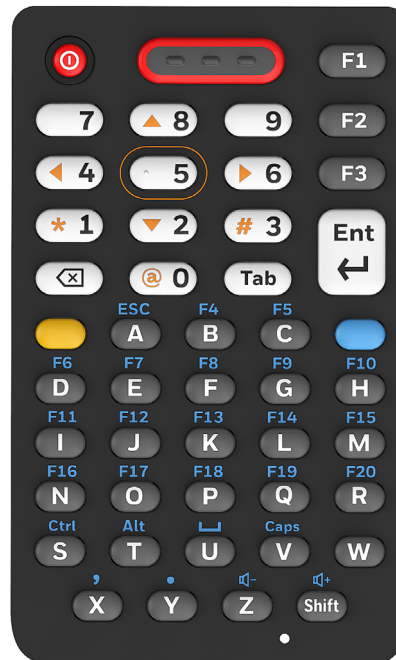 F1
7 8 9 F2
4 5 6 F3
* 1 2 # 3 Ent
@ 0 Tab
ESC F4 F5
A B C
F6 F7 F8 F9 F10
D E F G H
F11 F12 F13 F14 F15
I J K L M
F16 F17 F18 F19 F20
N O P Q R
Ctrl Alt Caps
S T U V W
, . - +
X Y Z Shift